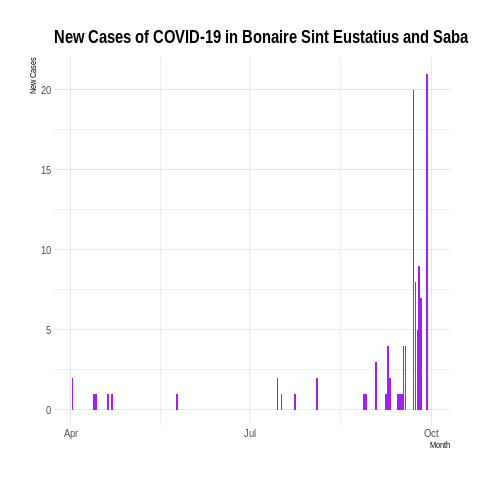 New Cases of COVID-19 in Bonaire Sint Eustatius and Saba
New Cases
20
15
10
5
0
Apr
Jul
Oct
Month